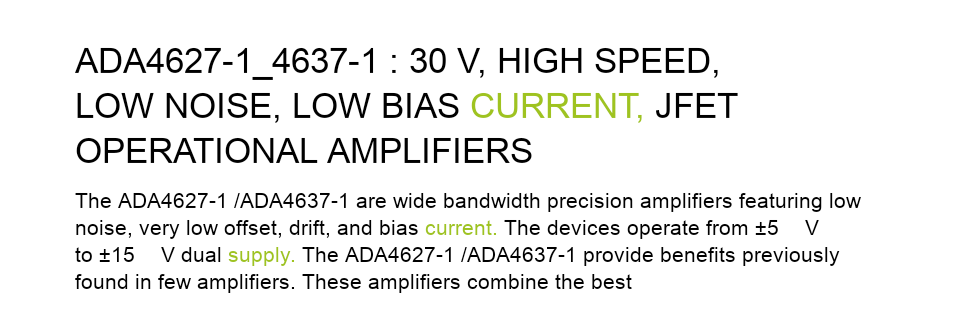 ADA4627-1_4637-1 : 30 V, HIGH SPEED,
LOW NOISE, LOW BIAS CURRENT, JFET
OPERATIONAL AMPLIFIERS
The ADA4627-1 /ADA4637-1 are wide bandwidth precision amplifiers featuring low
noise, very low offset, drift, and bias current. The devices operate from ±5 V
to ±15 V dual supply. The ADA4627-1 /ADA4637-1 provide benefits previously
found in few amplifiers. These amplifiers combine the best